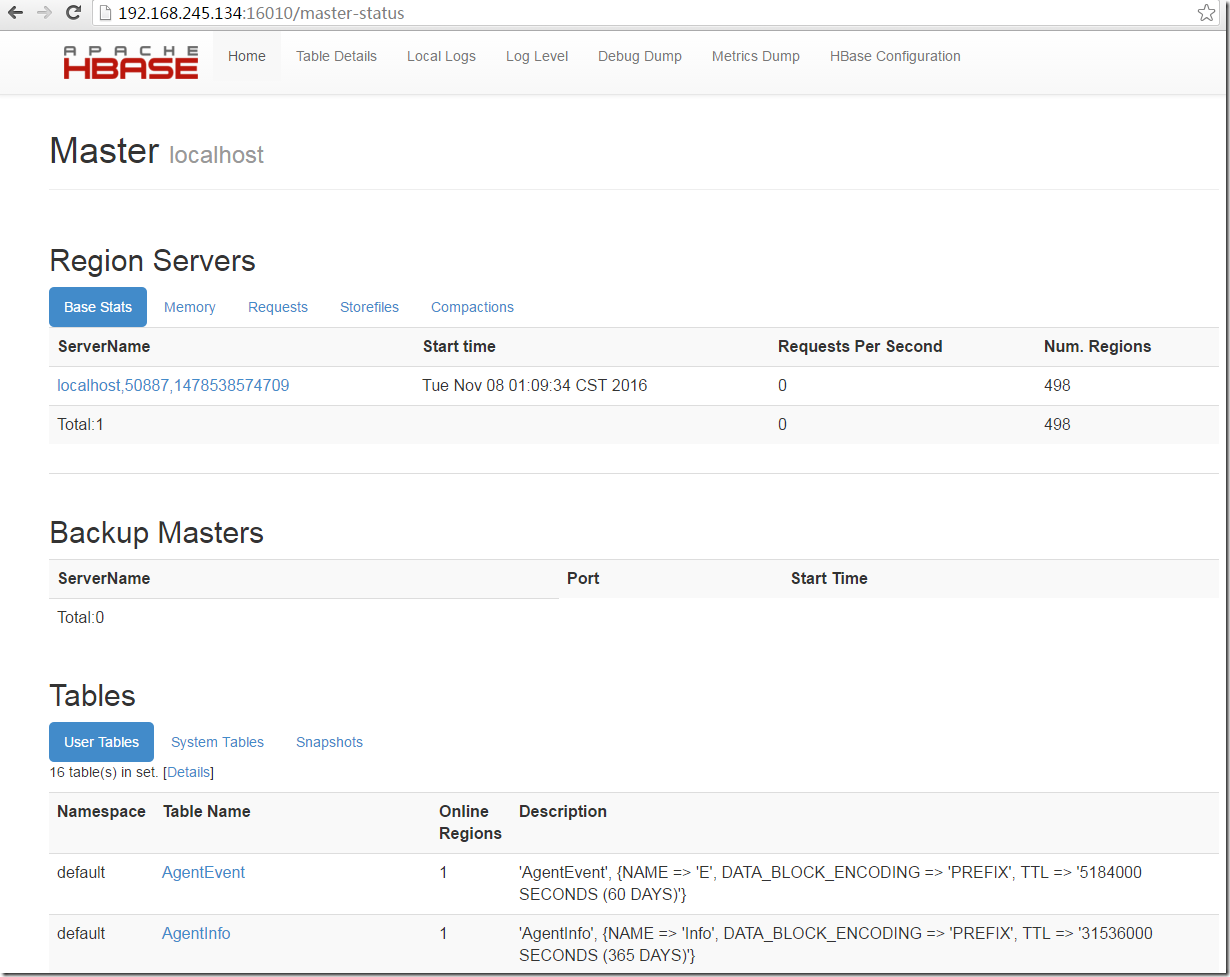 192.168.245.134:16010/master-status
APACHE
HBASE
Home Table Details Local Logs Log Level Debug Dump Metrics Dump HBase Configuration
Master localhost
Region Servers
Base Stats Memory Requests Storefiles Compactions
ServerName Start time Requests Per Second Num. Regions
localhost,50887,1478538574709 Tue Nov 08 01:09:34 CST 2016 0 498
Total:1 0 498
Backup Masters
ServerName Port Start Time
Total:0
Tables
User Tables System Tables Snapshots
16 table(s) in set. [Details]
Namespace Table Name Online Regions Description
default AgentEvent 1 'AgentEvent', {NAME => 'E', DATA_BLOCK_ENCODING => 'PREFIX', TTL => '5184000
SECONDS (60 DAYS)'}
default AgentInfo 1 'AgentInfo', {NAME => 'Info', DATA_BLOCK_ENCODING => 'PREFIX', TTL => '31536000
SECONDS (365 DAYS)'}